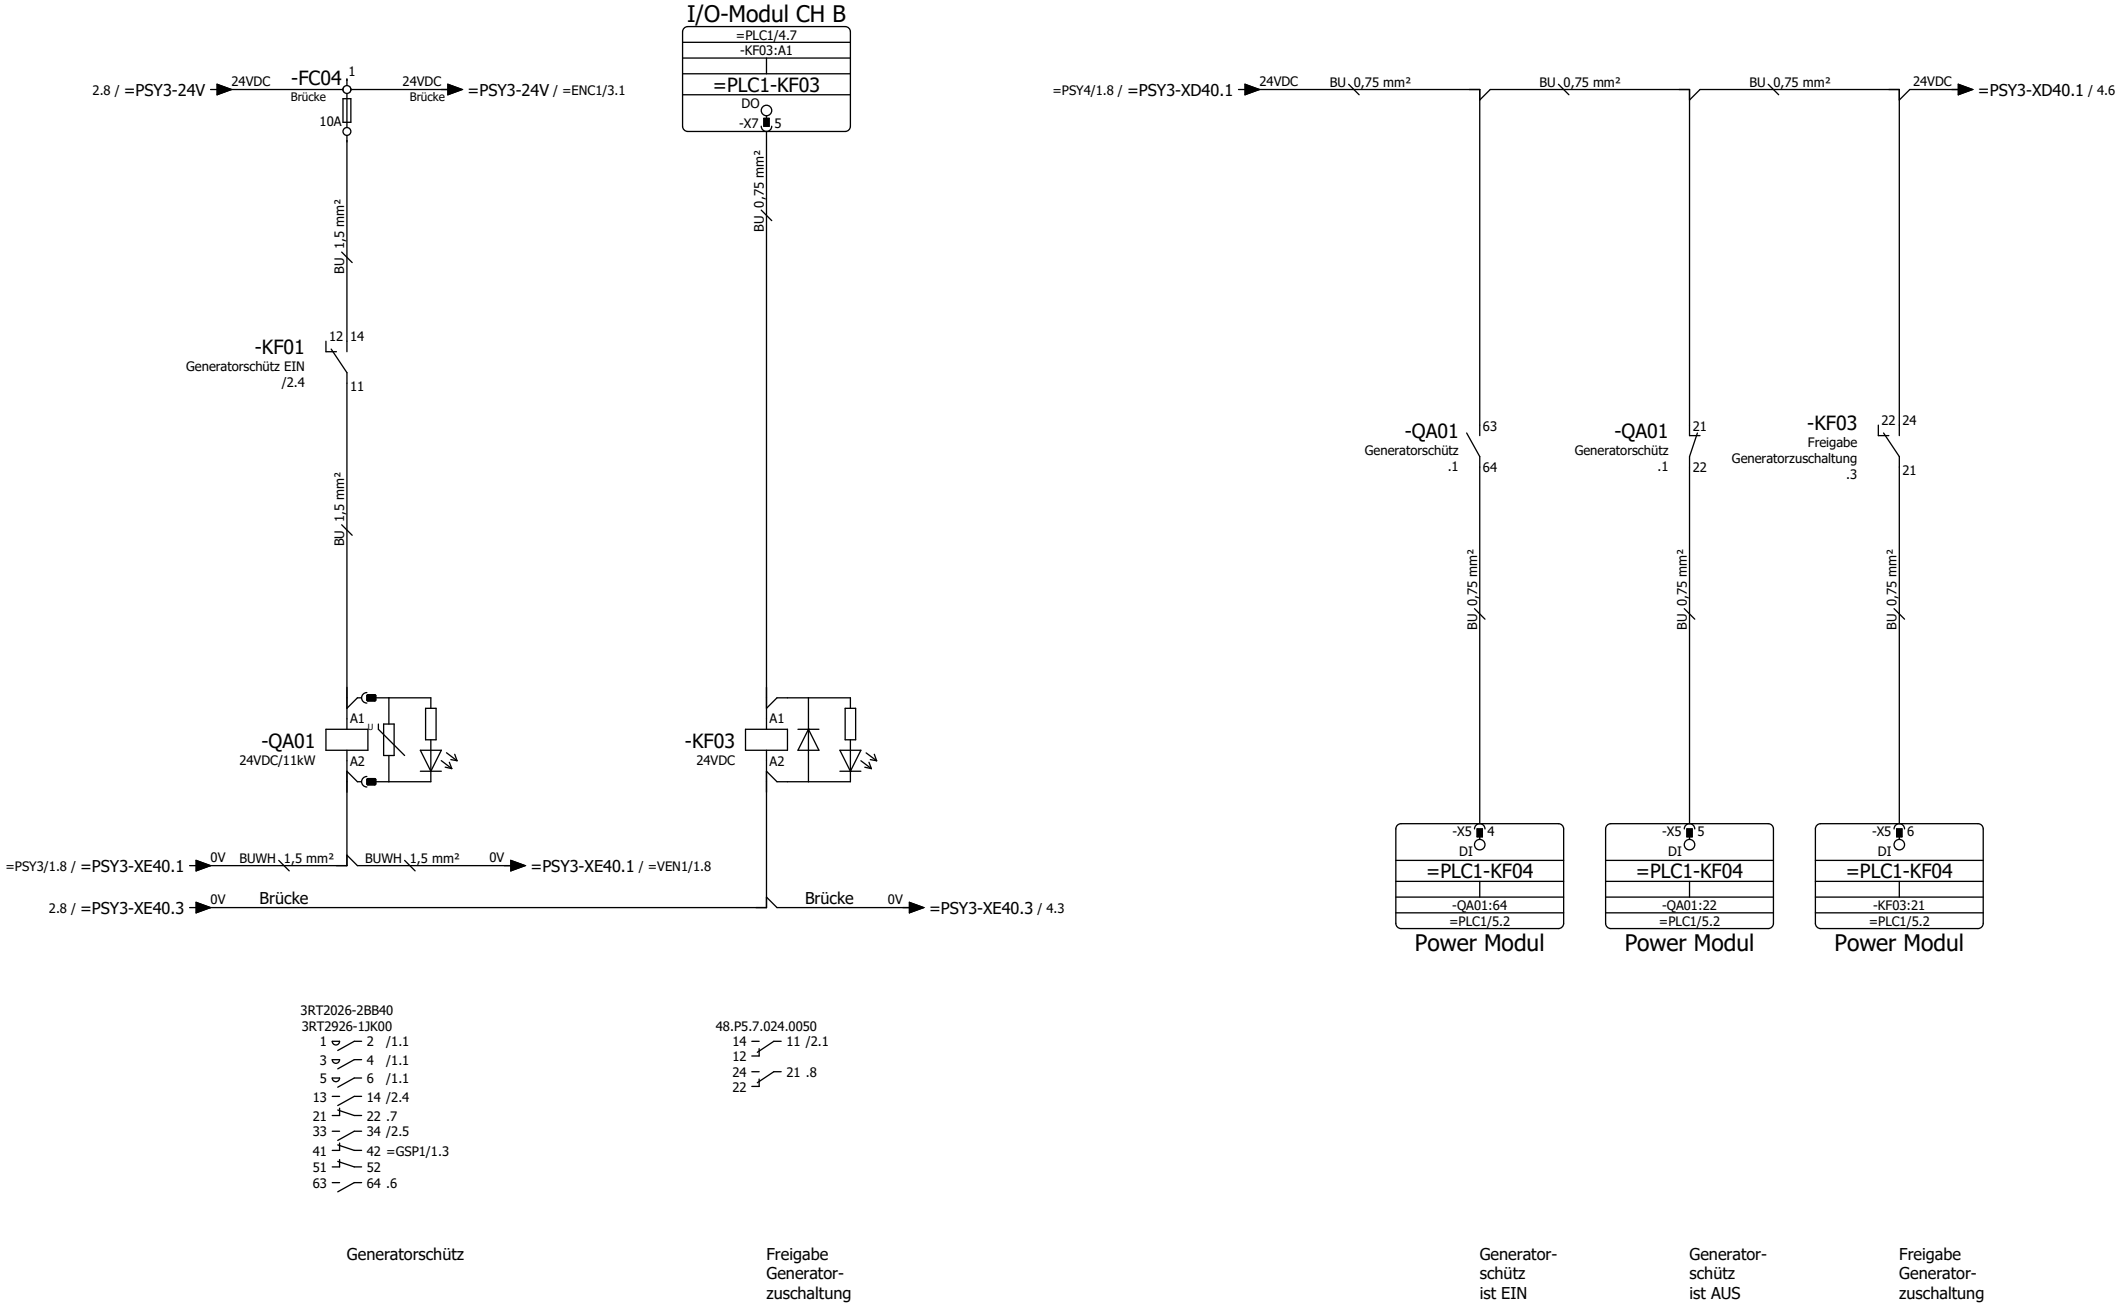 I/O-Modul CH B
=PLC1/4.7
-KF03:A1
=PLC1-KF03
DO
-X7 5
2.8 / =PSY3-24V
24VDC
-FC04
1
Brücke
10A
24VDC
Brücke
=PSY3-24V / =ENC1/3.1
=PSY4/1.8 / =PSY3-XD40.1
24VDC
BU 0,75 mm²
BU 0,75 mm²
BU 0,75 mm²
24VDC
=PSY3-XD40.1 / 4.6
BU 1,5 mm²
BU 0,75 mm²
-KF01
Generatorschütz EIN
/2.4
12 14
11
BU 1,5 mm²
-QA01
Generatorschütz
.1
63
64
-QA01
Generatorschütz
.1
21
22
-KF03
Freigabe
Generatorzuschaltung
.3
22 24
21
BU 0,75 mm²
BU 0,75 mm²
BU 0,75 mm²
-QA01
24VDC/11kW
A1
A2
U
-KF03
24VDC
A1
A2
-X5 4
DI
=PLC1-KF04
-QA01:64
=PLC1/5.2
Power Modul
-X5 5
DI
=PLC1-KF04
-QA01:22
=PLC1/5.2
Power Modul
-X5 6
DI
=PLC1-KF04
-KF03:21
=PLC1/5.2
Power Modul
=PSY3/1.8 / =PSY3-XE40.1
0V
BUWH 1,5 mm²
BUWH 1,5 mm²
0V
=PSY3-XE40.1 / =VEN1/1.8
2.8 / =PSY3-XE40.3
0V
Brücke
Brücke
0V
=PSY3-XE40.3 / 4.3
3RT2026-2BB40
3RT2926-1JK00
1 2 /1.1
3 4 /1.1
5 6 /1.1
13 14 /2.4
21 22 .7
33 34 /2.5
41 42 =GSP1/1.3
51 52
63 64 .6
48.P5.7.024.0050
14 11 /2.1
12
24 21 .8
22
Generatorschütz
Freigabe
Generator-
zuschaltung
Generator-
schütz
ist EIN
Generator-
schütz
ist AUS
Freigabe
Generator-
zuschaltung